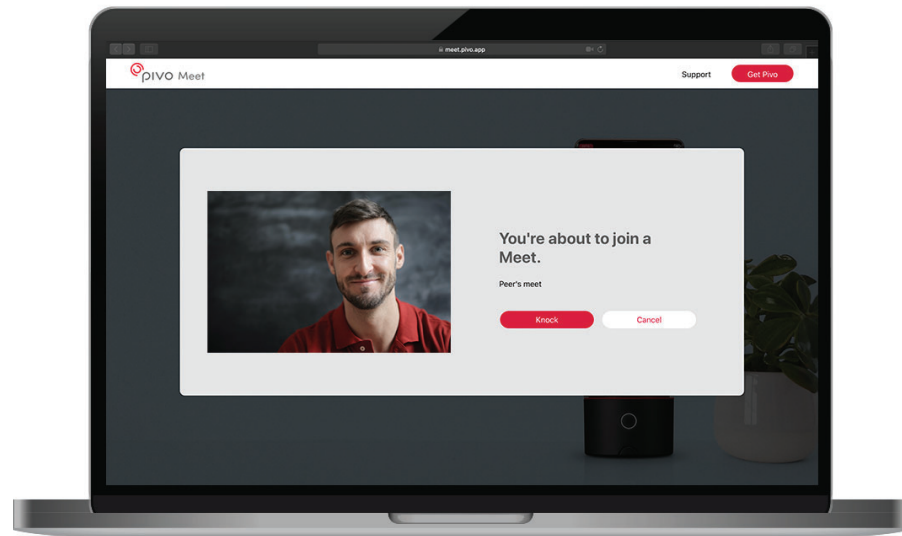 meet.pivo.app
pivo Meet
Support
Get Pivo
You're about to join a
Meet.
Peer's meet
Knock
Cancel